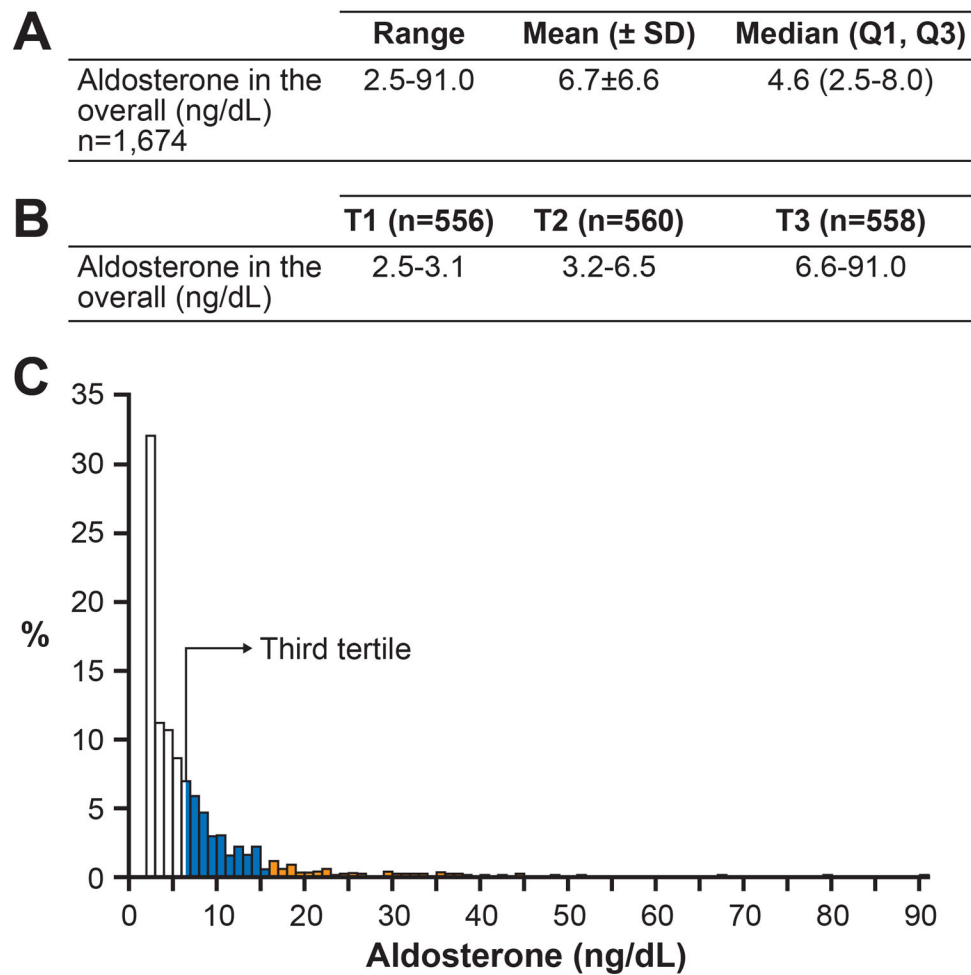 A
Range Mean (± SD) Median (Q1, Q3)
Aldosterone in the 2.5-91.0 6.7±6.6 4.6 (2.5-8.0)
overall (ng/dL)
n=1,674
B
T1 (n=556) T2 (n=560) T3 (n=558)
Aldosterone in the 2.5-3.1 3.2-6.5 6.6-91.0
overall (ng/dL)
C
35
30
25
20
%
Third tertile
15
10
5
0
0 10 20 30 40 50 60 70 80 90
Aldosterone (ng/dL)